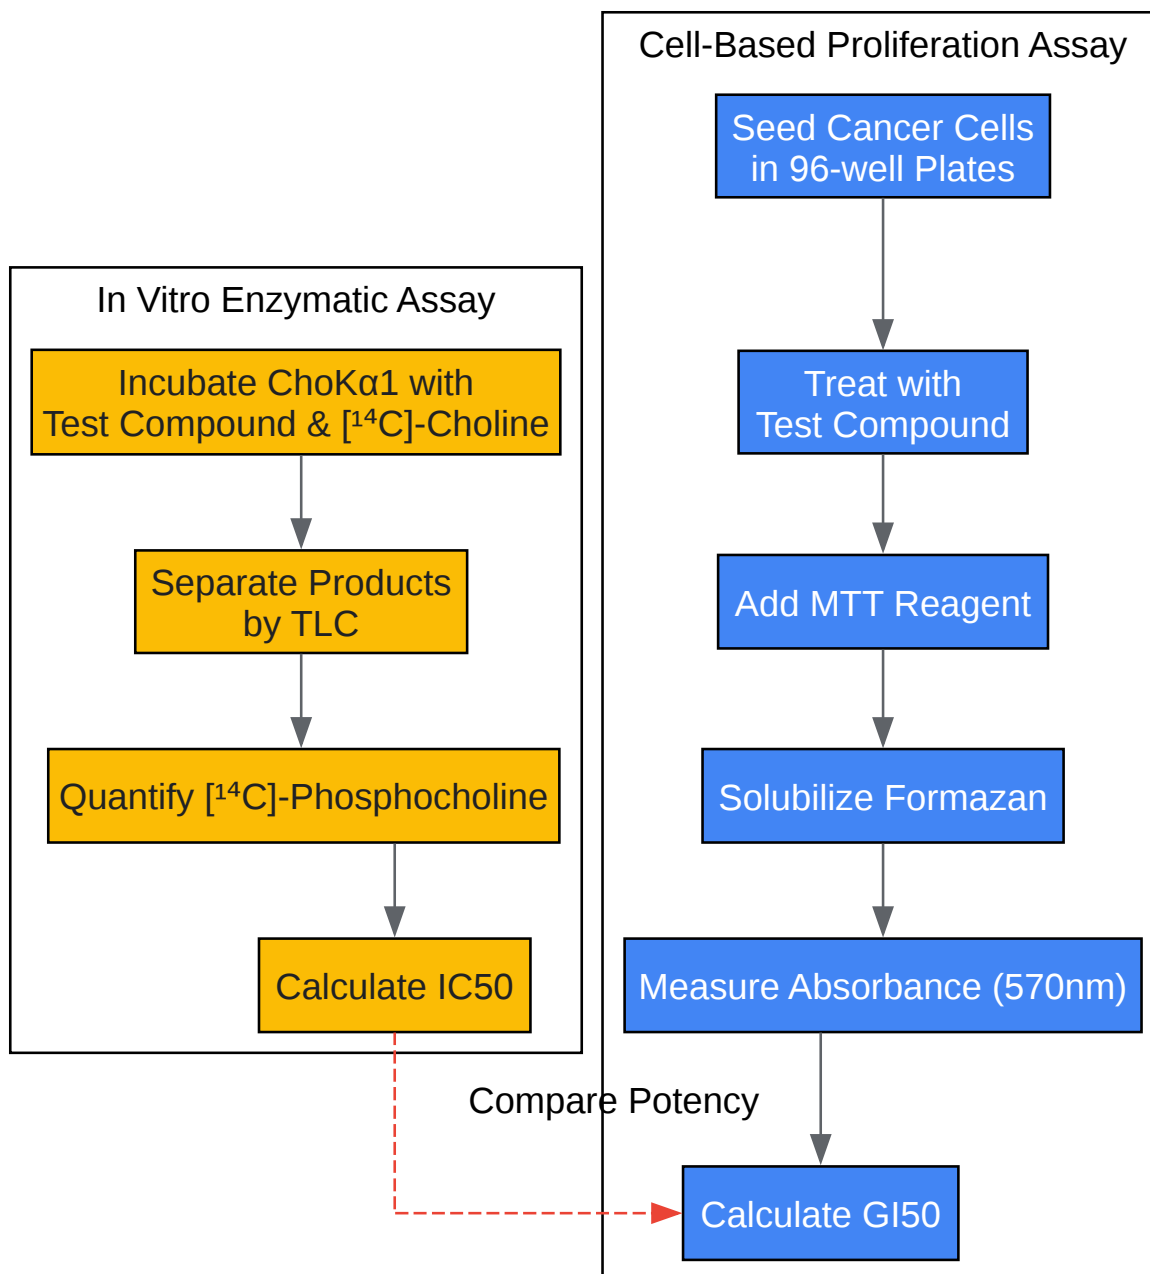 In Vitro Enzymatic Assay
Incubate ChoKα1 with
Test Compound & [¹⁴C]-Choline
Separate Products
by TLC
Quantify [¹⁴C]-Phosphocholine
Calculate IC50
Compare Potency
Cell-Based Proliferation Assay
Seed Cancer Cells
in 96-well Plates
Treat with
Test Compound
Add MTT Reagent
Solubilize Formazan
Measure Absorbance (570nm)
Calculate GI50